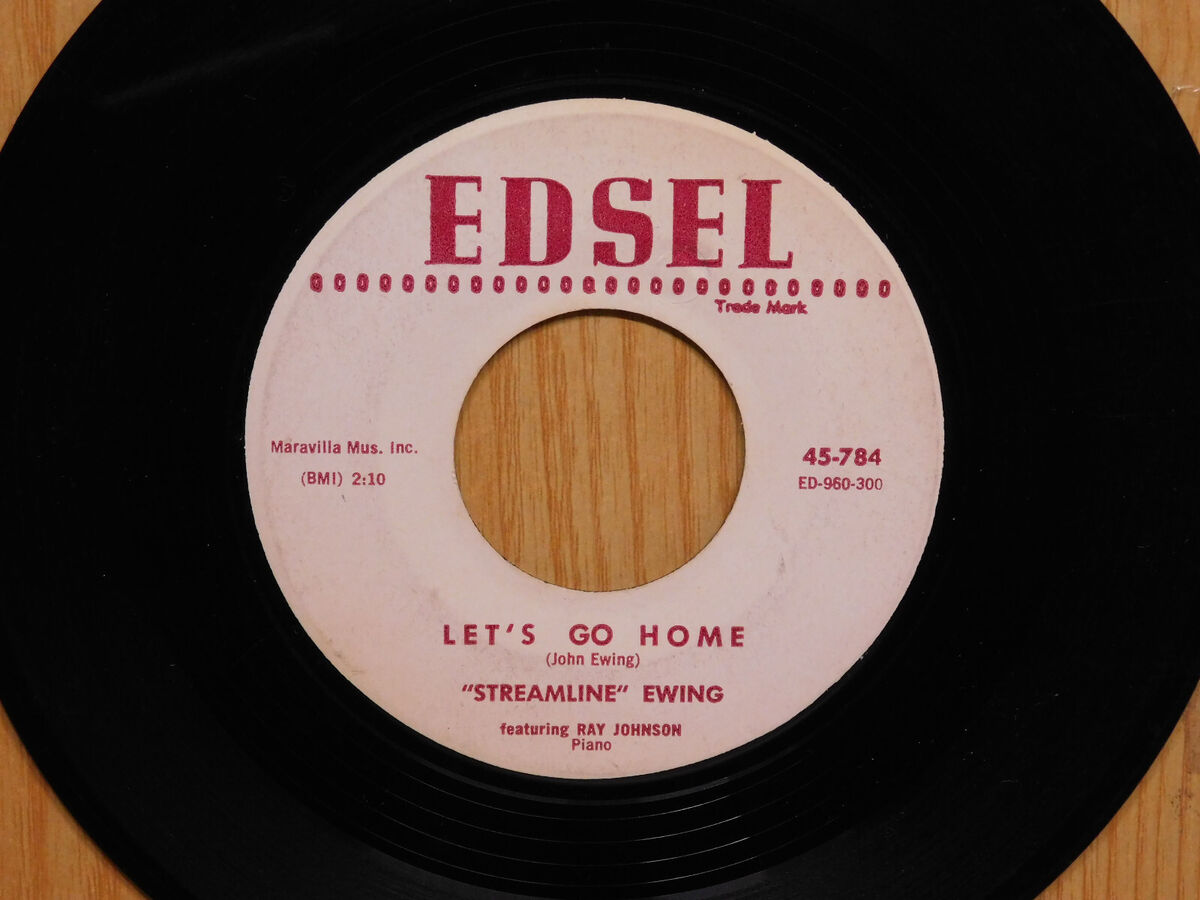 EDSEL
Trade Mark
Maravilla Mus. Inc.
(BMI) 2:10
45-784
ED-960-300
LET'S GO HOME
(John Ewing)
"STREAMLINE" EWING
featuring RAY JOHNSON
Piano